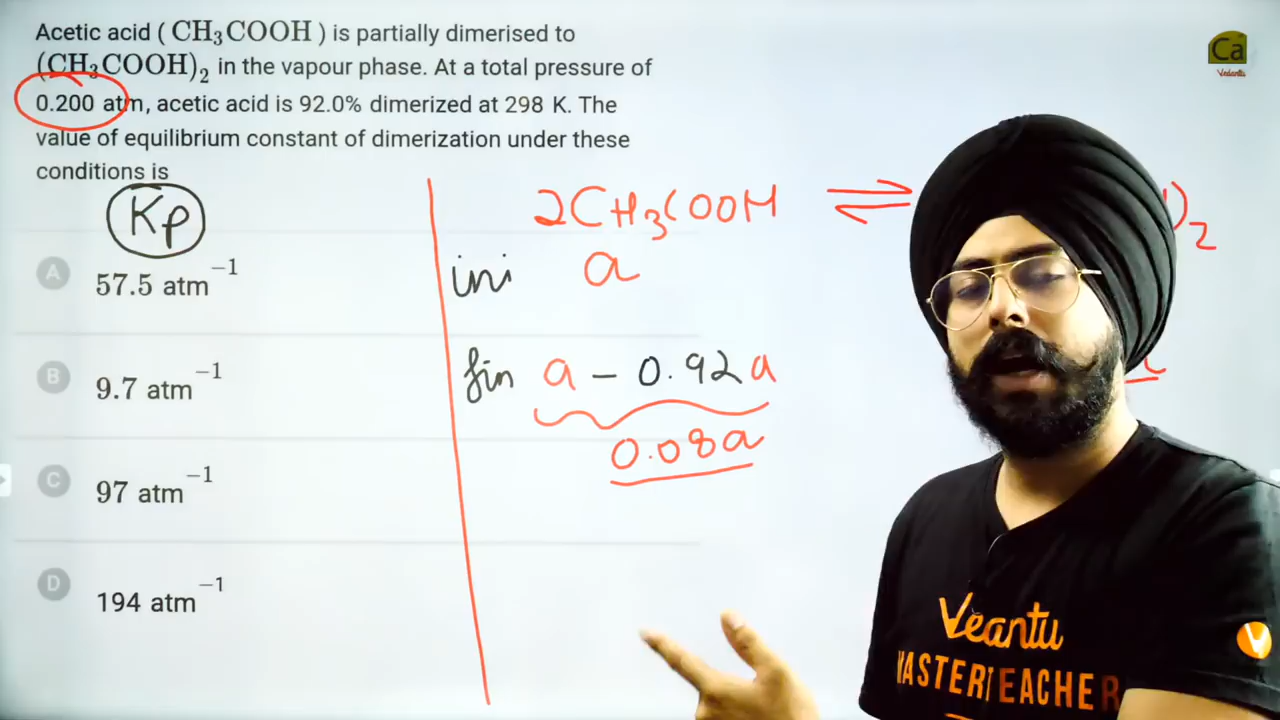 Acetic acid ( CH₃COOH ) is partially dimerised to
(CH₃COOH)₂ in the vapour phase. At a total pressure of
0.200 atm, acetic acid is 92.0% dimerized at 298 K. The
value of equilibrium constant of dimerization under these
conditions is
Kp
A 57.5 atm⁻¹
B 9.7 atm⁻¹
C 97 atm⁻¹
D 194 atm⁻¹
2CH₃COOH ⇌ )₂
ini a
fin a - 0.92a
0.08a
Ca
Vedantu
Vedantu
MASTERTEACHER
V